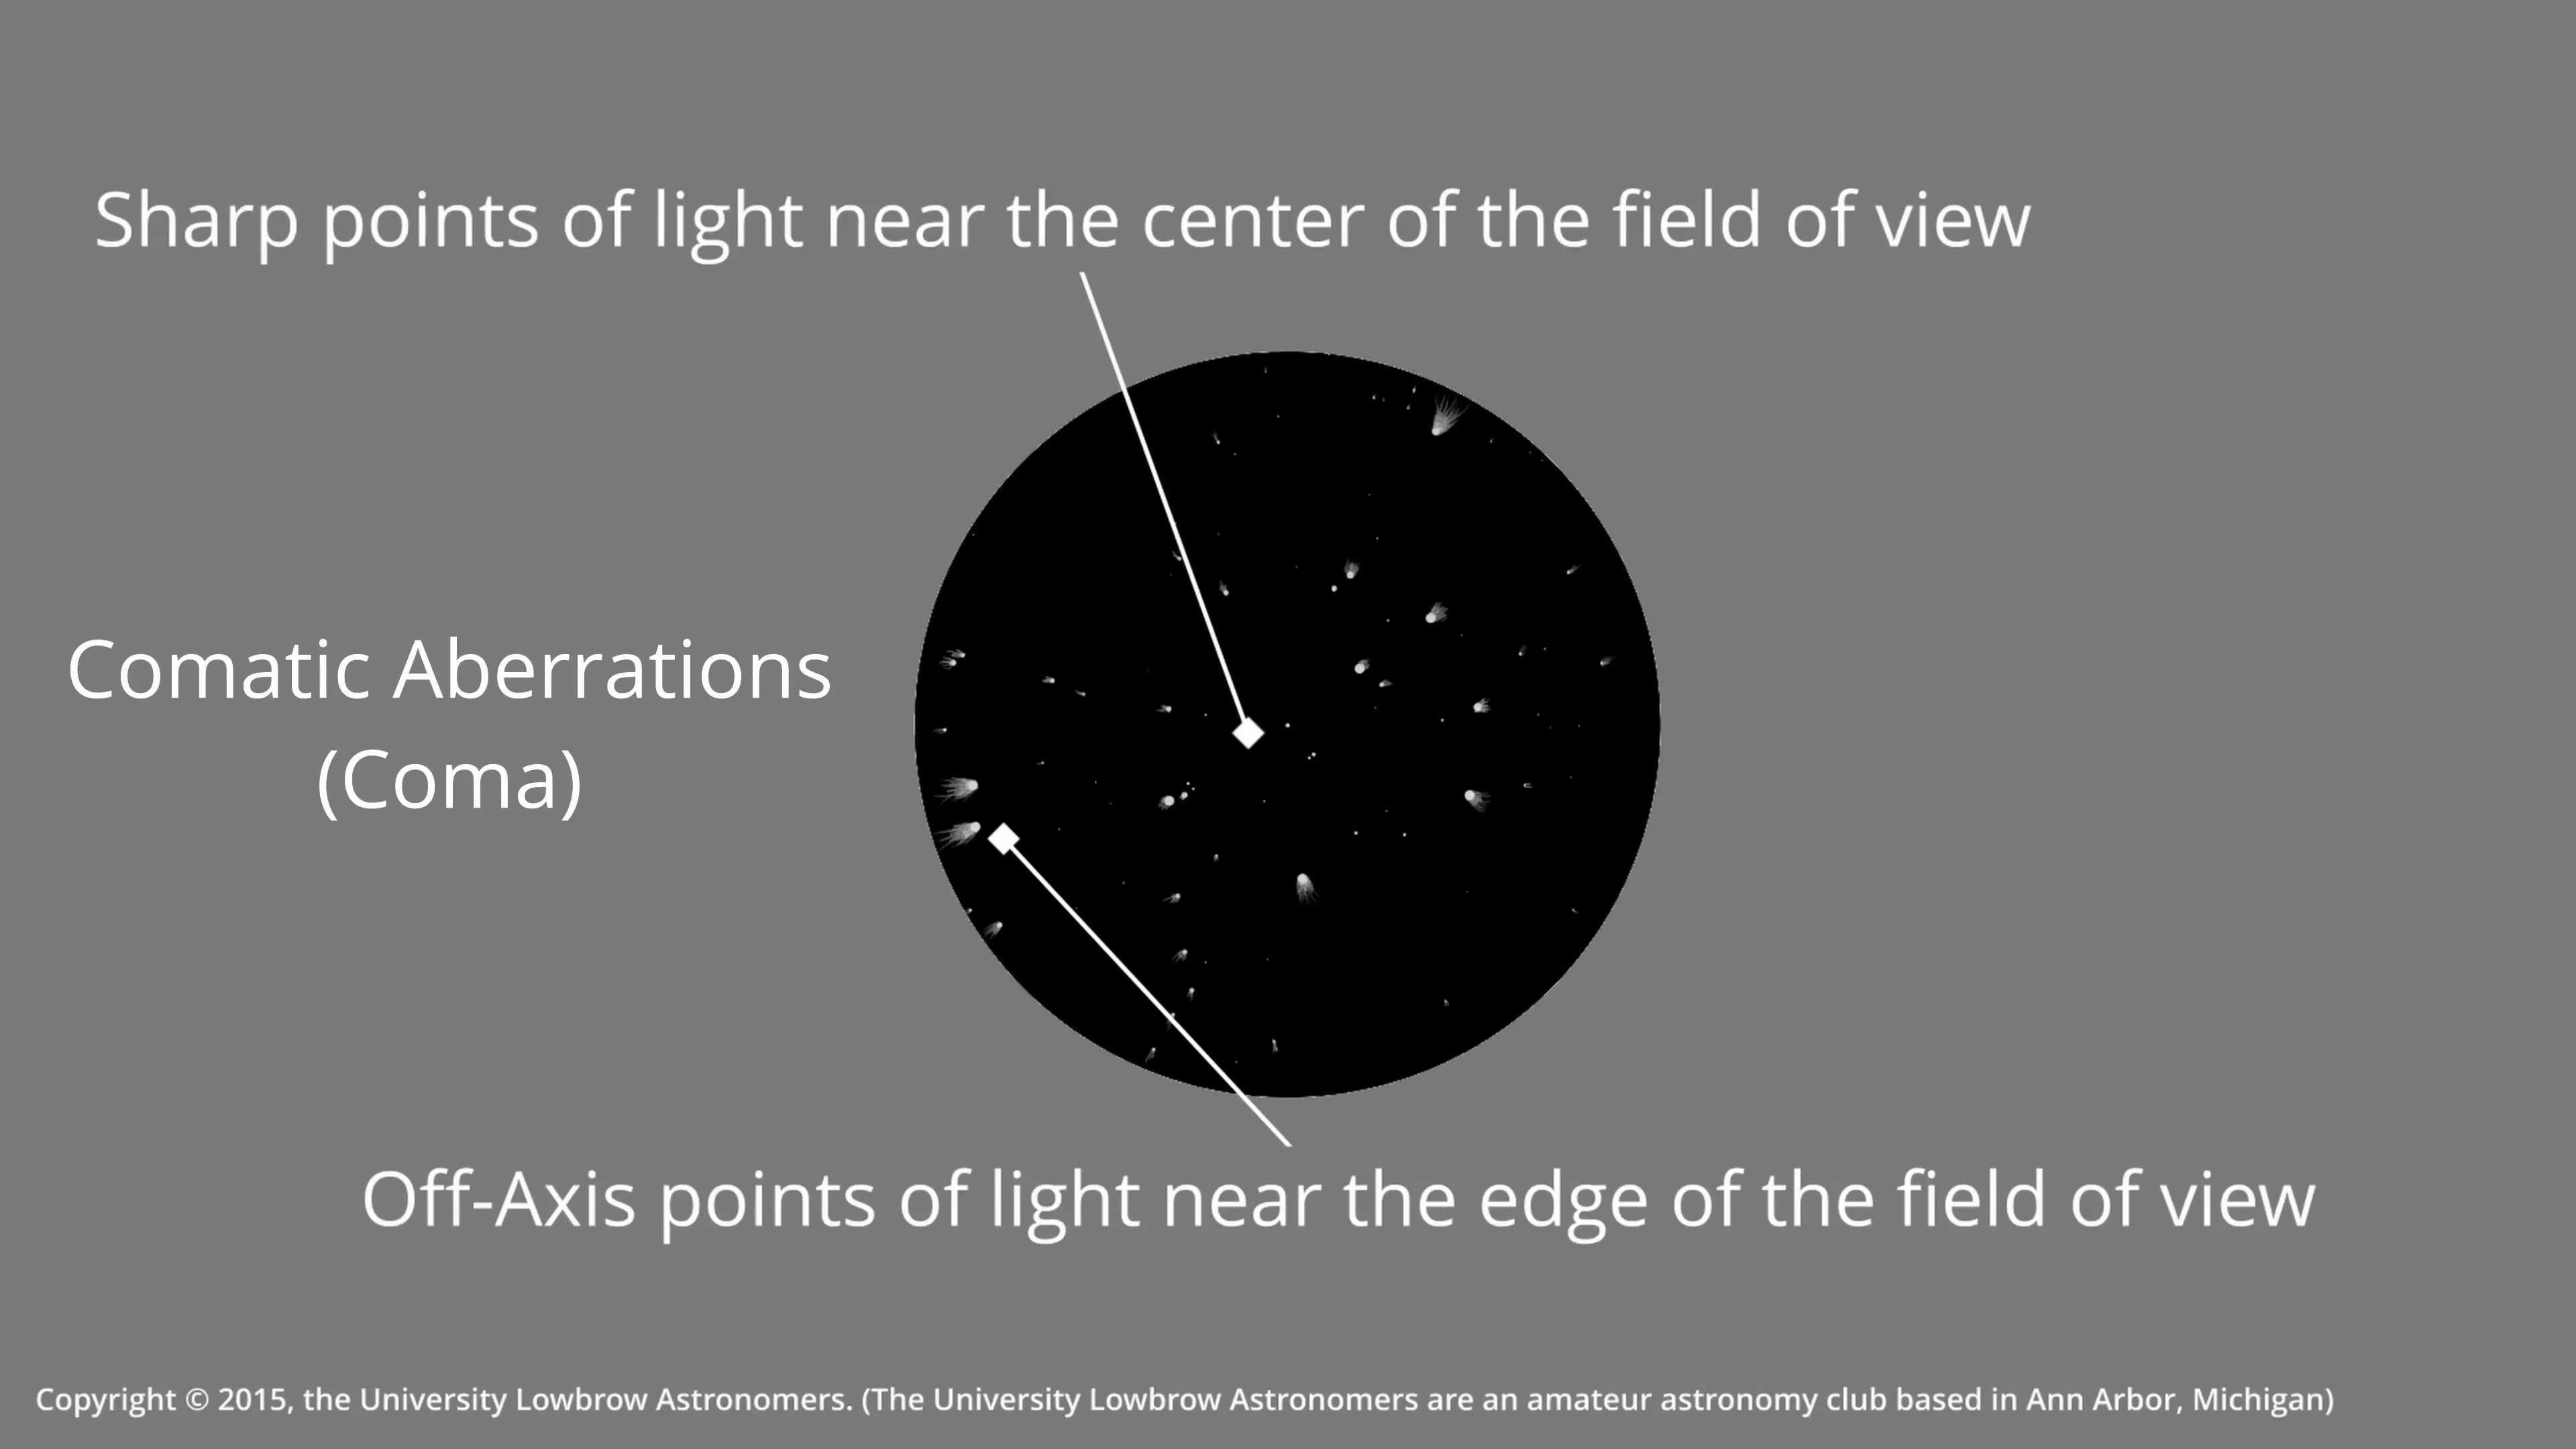 Sharp points of light near the center of the field of view
Comatic Aberrations
(Coma)
Off-Axis points of light near the edge of the field of view
Copyright © 2015, the University Lowbrow Astronomers. (The University Lowbrow Astronomers are an amateur astronomy club based in Ann Arbor, Michigan)